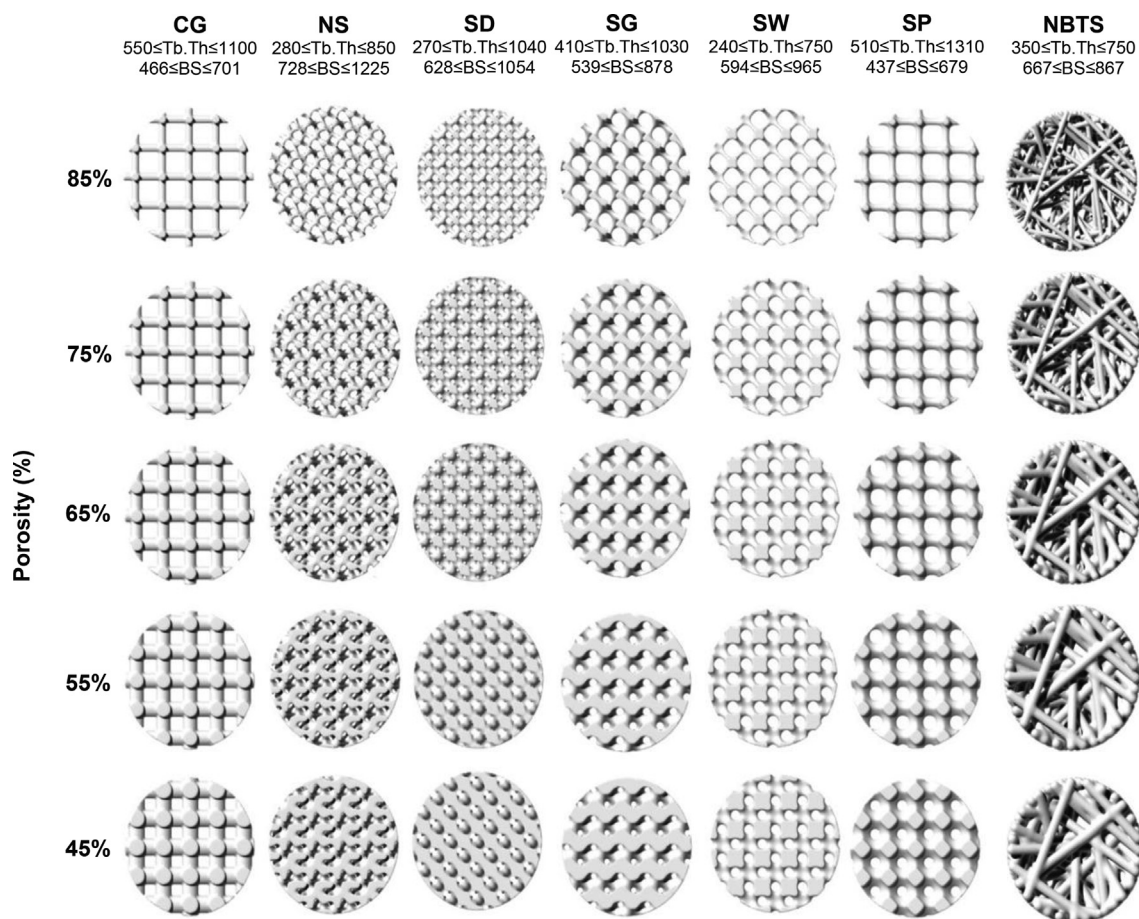 CG NS SD SG SW SP NBTS
550≤Tb.Th≤1100 280≤Tb.Th≤850 270≤Tb.Th≤1040 410≤Tb.Th≤1030 240≤Tb.Th≤750 510≤Tb.Th≤1310 350≤Tb.Th≤750
466≤BS≤701 728≤BS≤1225 628≤BS≤1054 539≤BS≤878 594≤BS≤965 437≤BS≤679 667≤BS≤867
Porosity (%)
85%
75%
65%
55%
45%